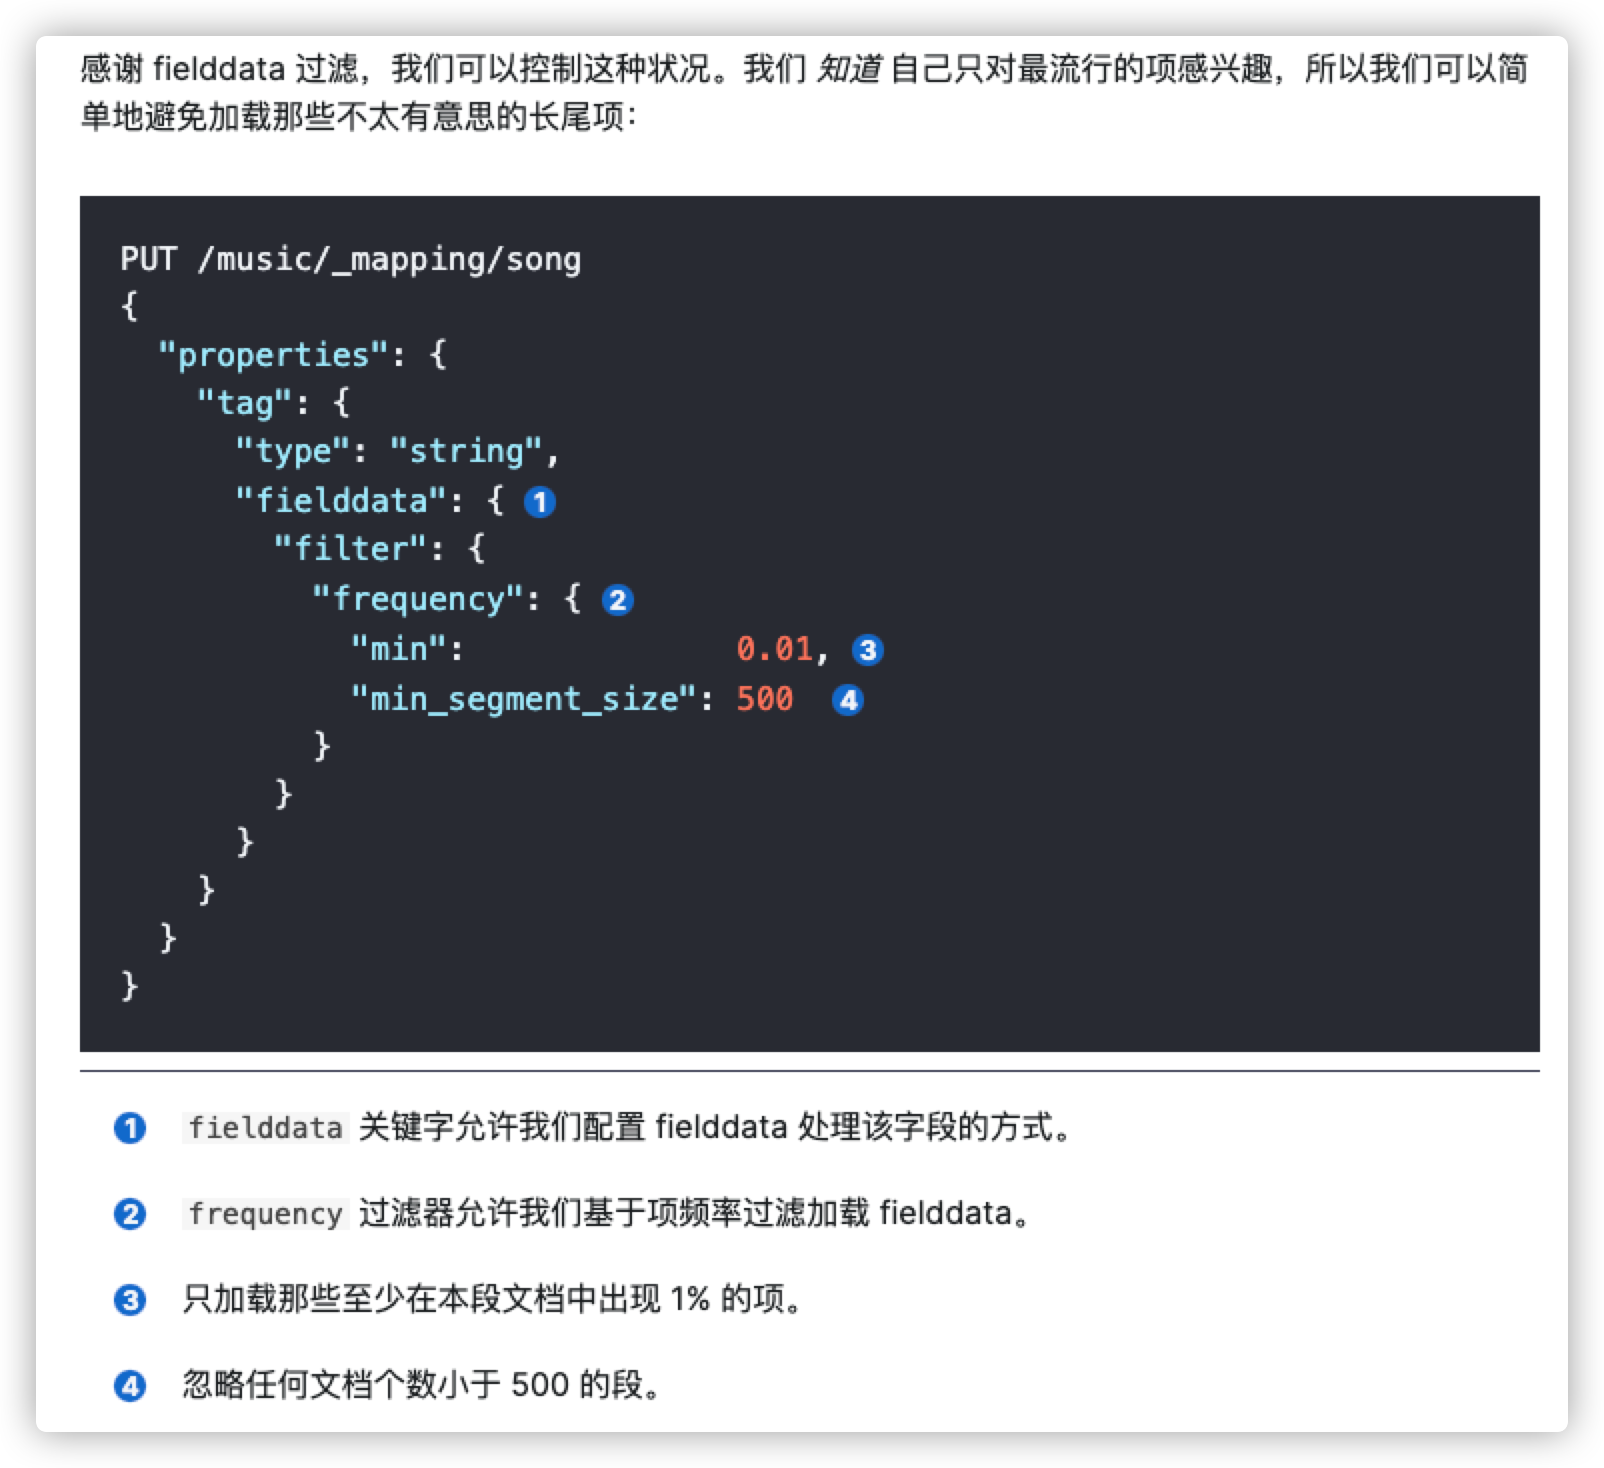 感谢 fielddata 过滤，我们可以控制这种状况。我们 知道 自己只对最流行的项感兴趣，所以我们可以简
单地避免加载那些不太有意思的长尾项：
PUT /music/_mapping/song
{
  "properties": {
    "tag": {
      "type": "string",
      "fielddata": { 1
        "filter": {
          "frequency": { 2
            "min":              0.01, 3
            "min_segment_size": 500  4
          }
        }
      }
    }
  }
}
1 fielddata 关键字允许我们配置 fielddata 处理该字段的方式。
2 frequency 过滤器允许我们基于项频率过滤加载 fielddata。
3 只加载那些至少在本段文档中出现 1% 的项。
4 忽略任何文档个数小于 500 的段。